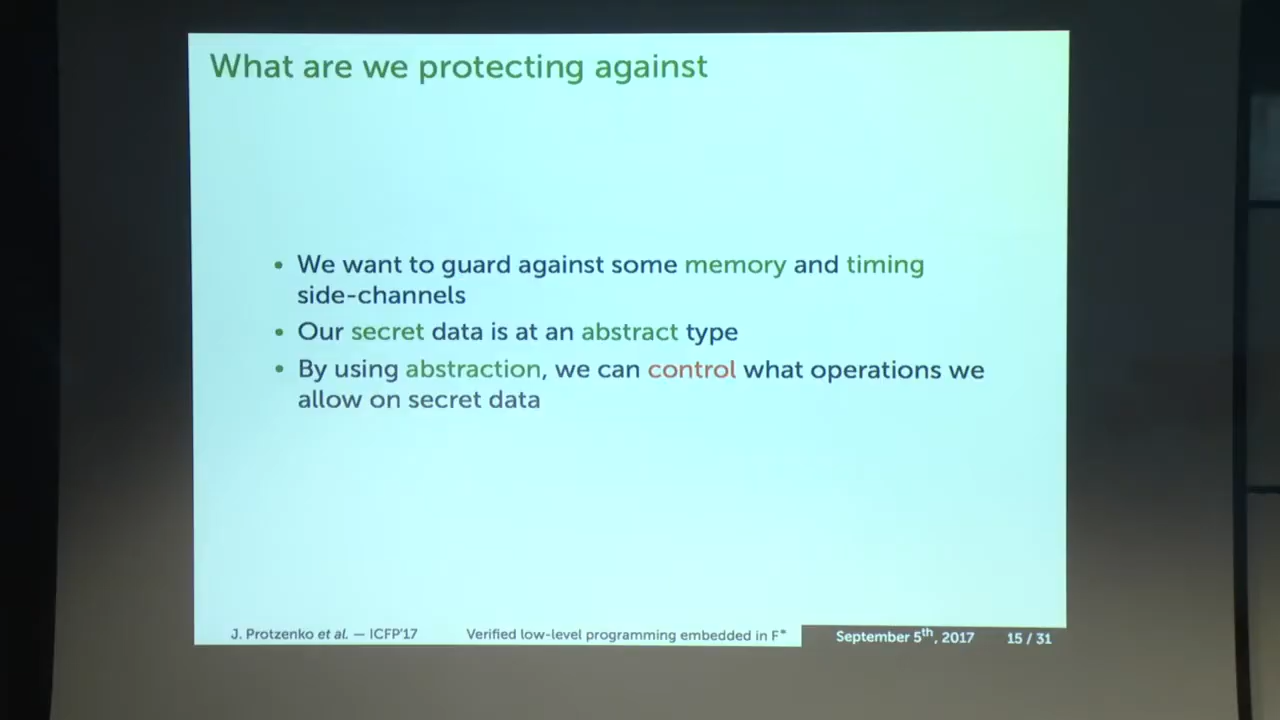 What are we protecting against
• We want to guard against some memory and timing
side-channels
• Our secret data is at an abstract type
• By using abstraction, we can control what operations we
allow on secret data
J. Protzenko et al. — ICFP'17 Verified low-level programming embedded in F* September 5th, 2017 15 / 31